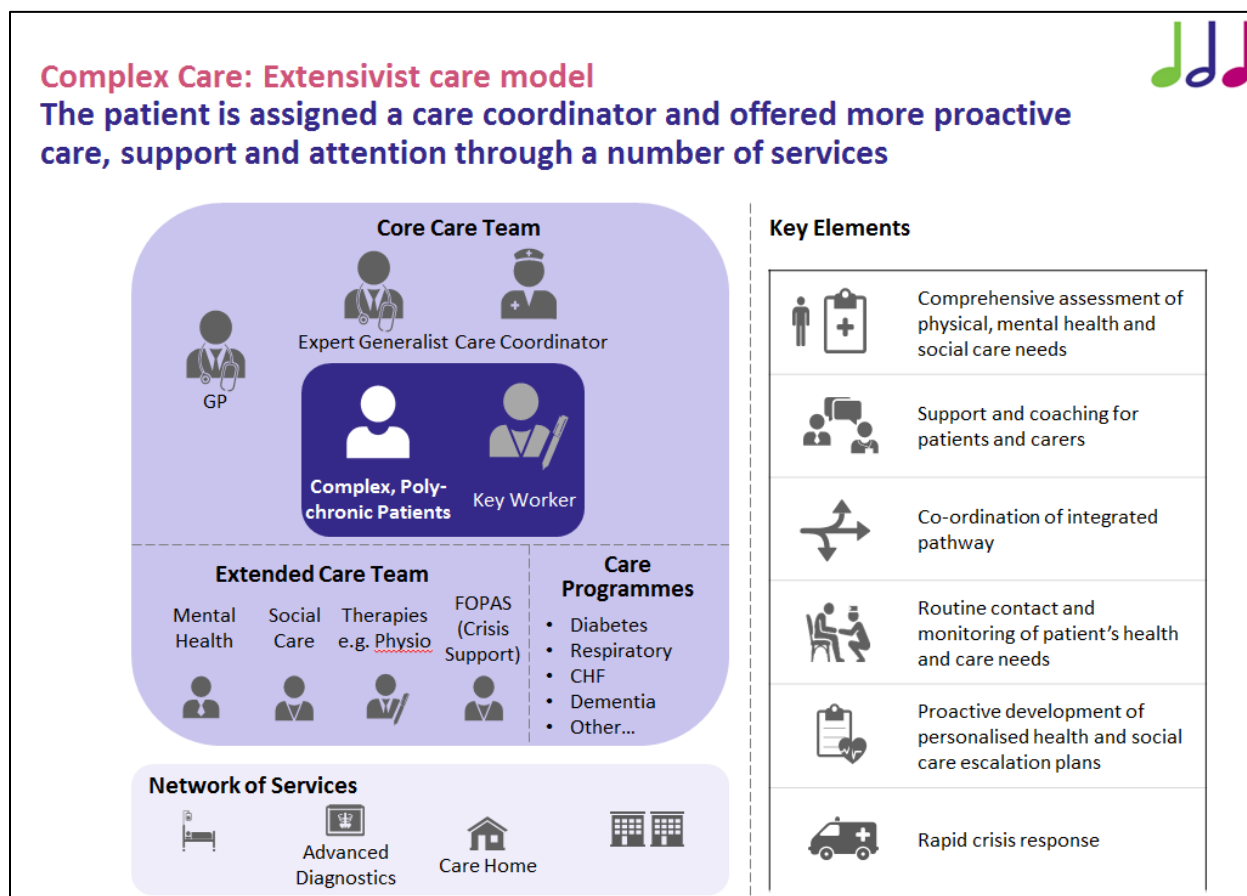 Complex Care: Extensivist care model
The patient is assigned a care coordinator and offered more proactive
care, support and attention through a number of services
Core Care Team
Expert Generalist
Care Coordinator
GP
Complex, Poly-
chronic Patients
Key Worker
Extended Care Team
Mental
Health
Social
Care
Therapies
e.g. Physio
FOPAS
(Crisis
Support)
Care
Programmes
• Diabetes
• Respiratory
• CHF
• Dementia
• Other...
Network of Services
Advanced
Diagnostics
Care Home
Key Elements
Comprehensive assessment of
physical, mental health and
social care needs
Support and coaching for
patients and carers
Co-ordination of integrated
pathway
Routine contact and
monitoring of patient's health
and care needs
Proactive development of
personalised health and social
care escalation plans
Rapid crisis response